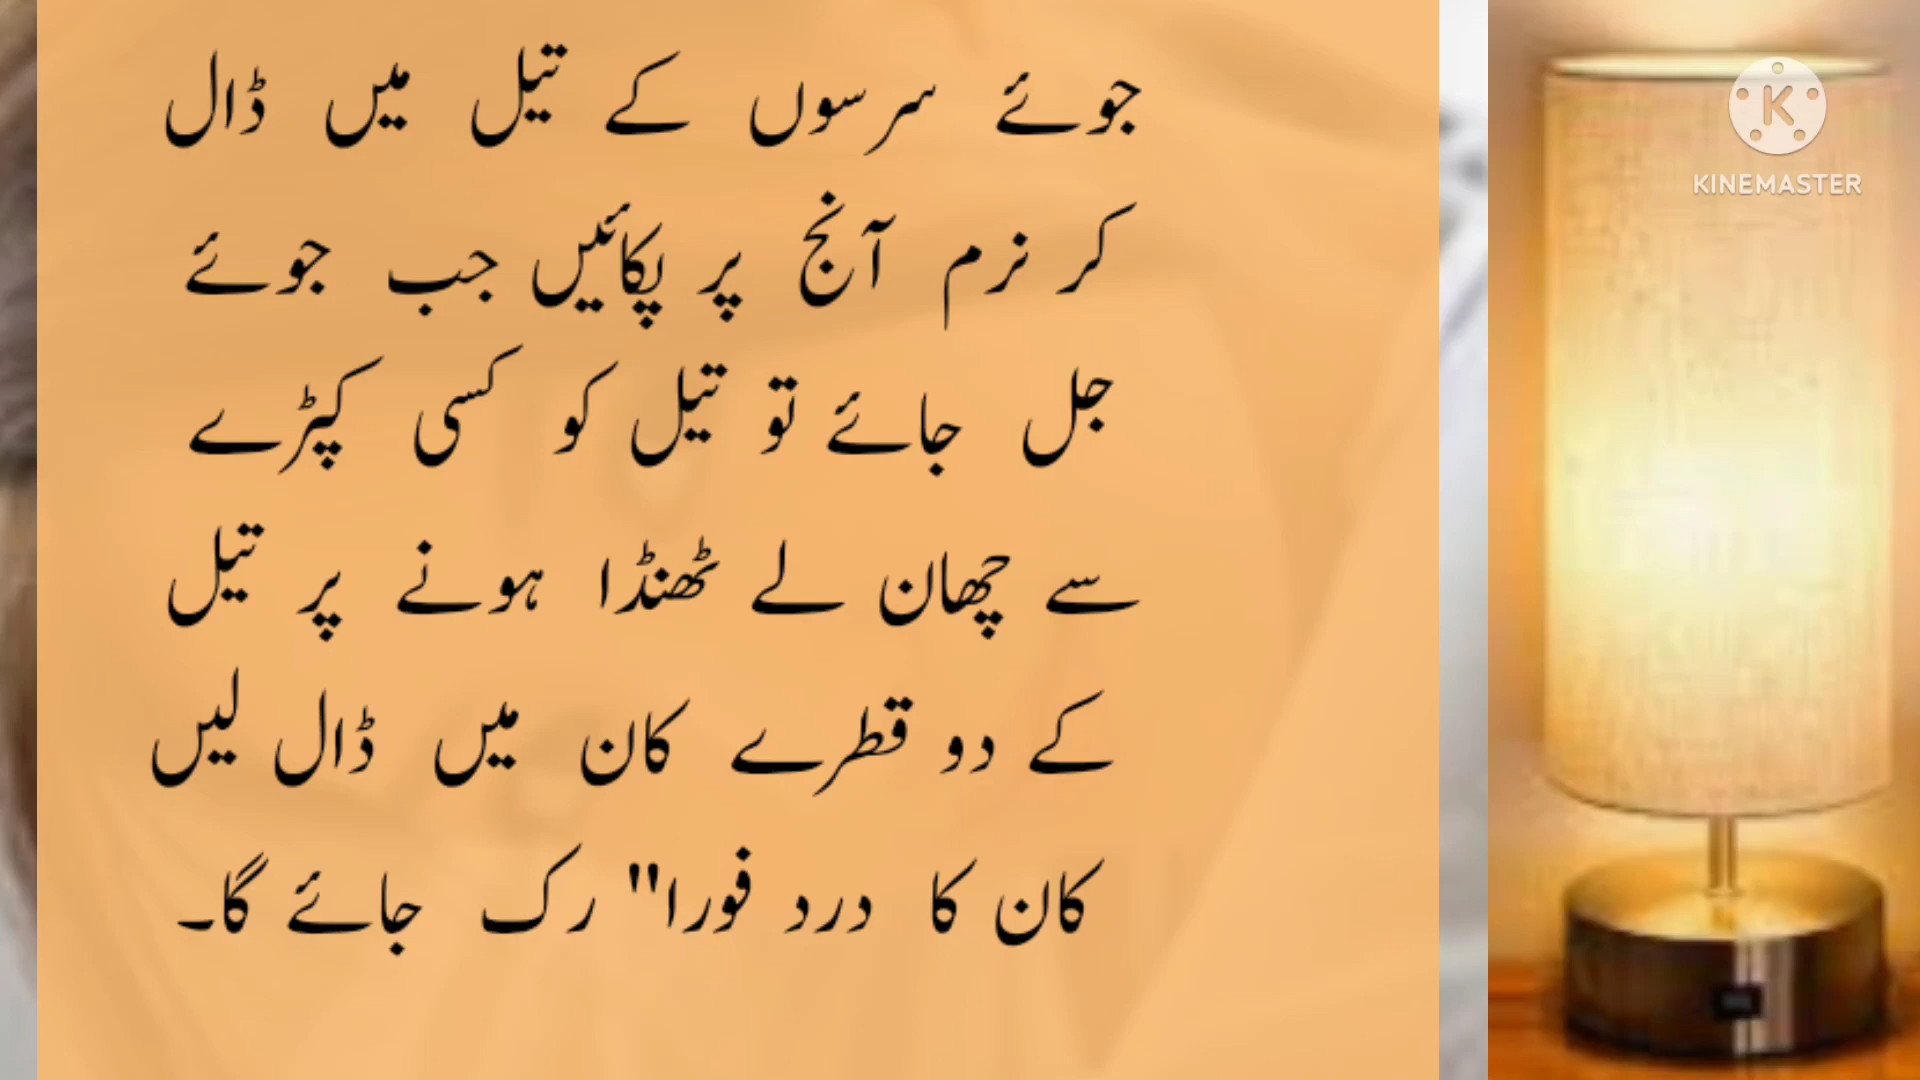 جوئے سرسوں کے تیل میں ڈال
کر نرم آنچ پر پکائیں جب جوئے
جل جائے تو تیل کو کسی کپڑے
سے چھان لے ٹھنڈا ہونے پر تیل
کے دو قطرے کان میں ڈال لیں
کان کا درد فورا" رک جائے گا۔
K
KINEMASTER